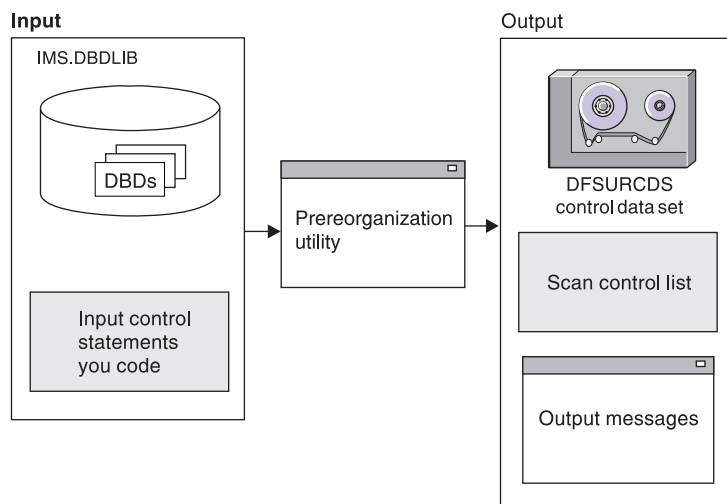 Input
IMS.DBDLIB
DBDs
Input control
statements
you code
Prereorganization
utility
Output
DFSURCDS
control data set
Scan control list
Output messages